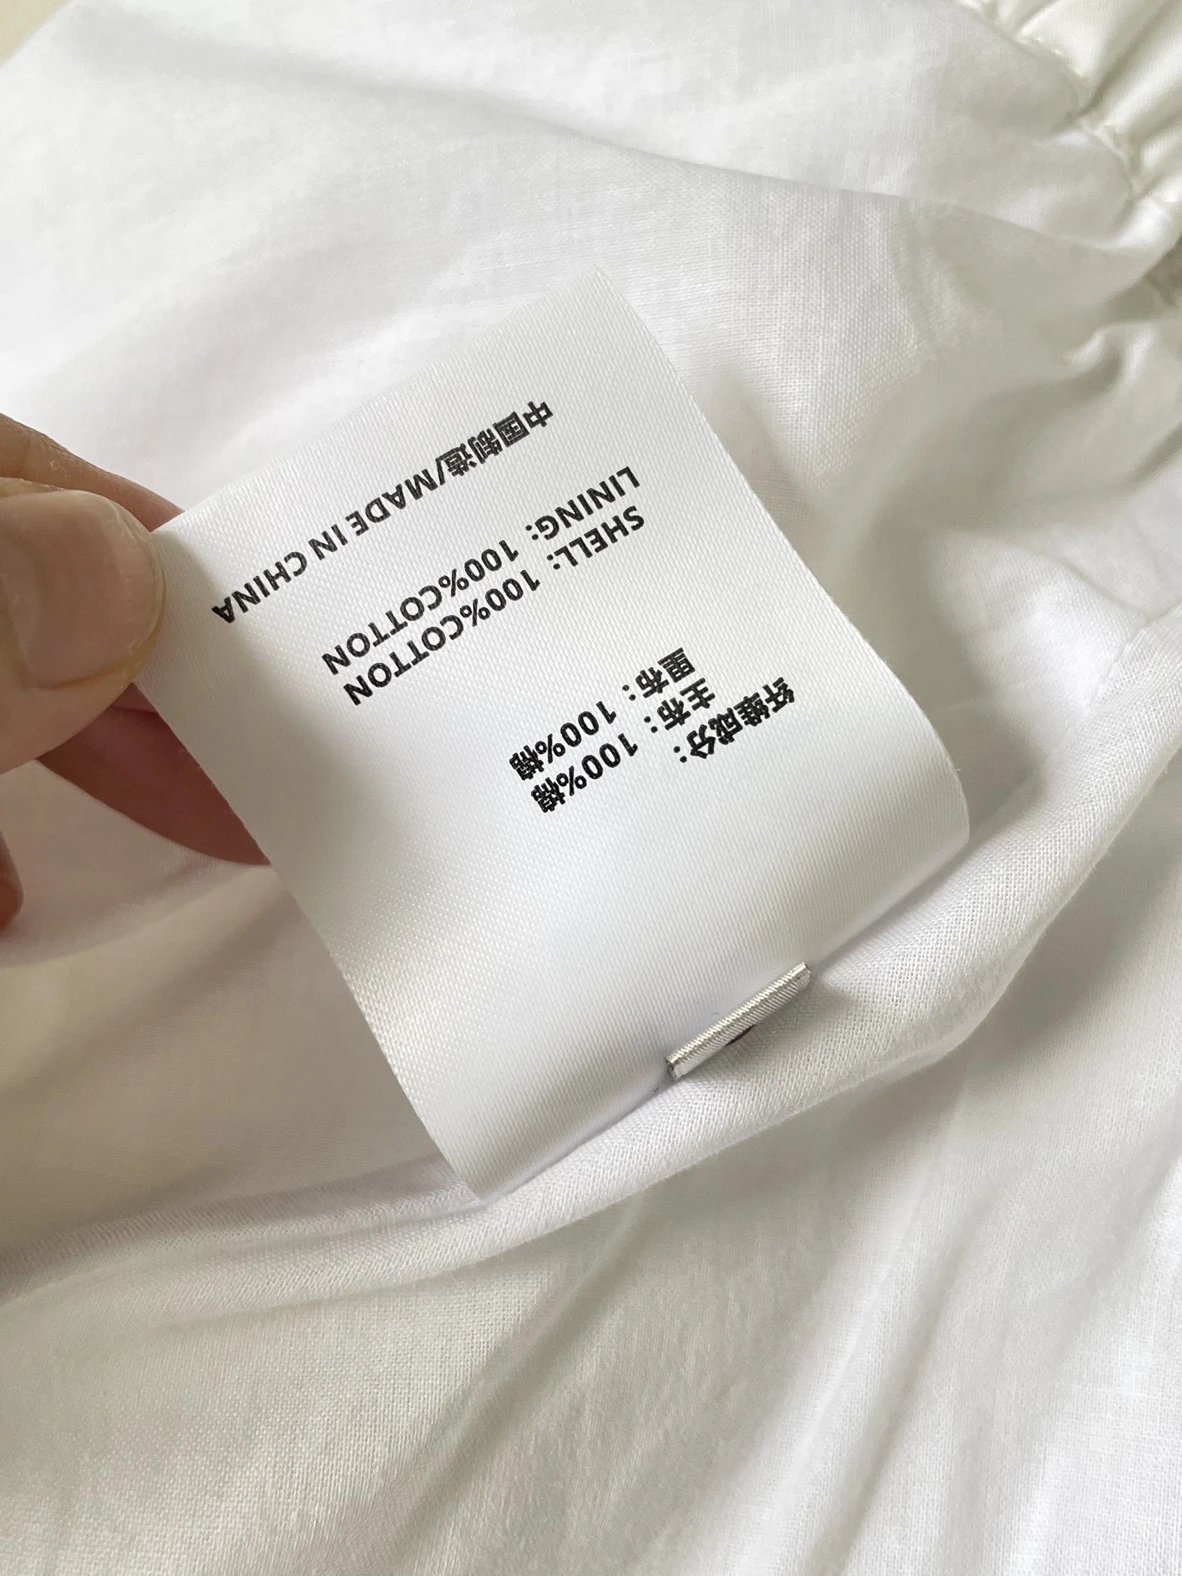 纤维成分：
主布：100%棉
里布：100%棉
SHELL: 100%COTTON
LINING: 100%COTTON
中国制造/MADE IN CHINA